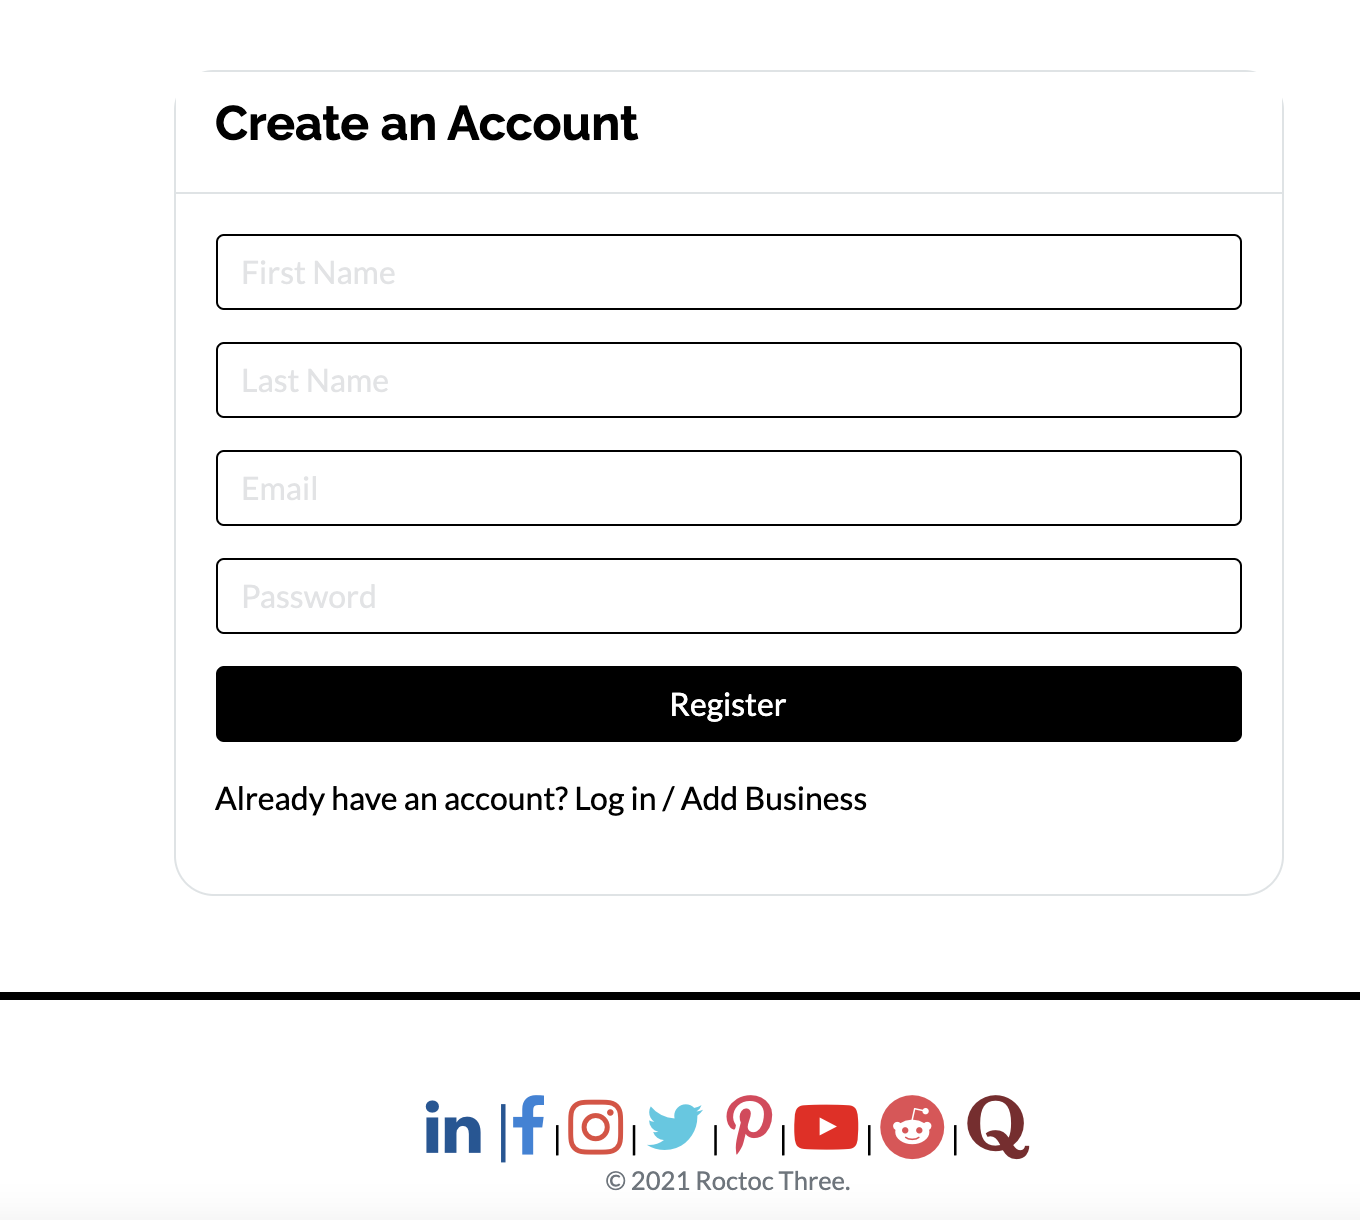 Create an Account
First Name
Last Name
Email
Password
Register
Already have an account? Log in / Add Business
in | f | | | | | | Q
© 2021 Roctoc Three.